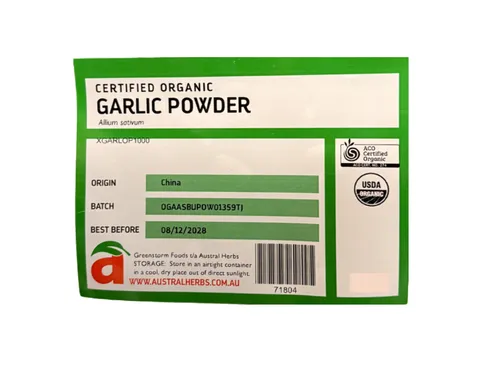 CERTIFIED ORGANIC
GARLIC POWDER
Allium sativum
XGARLOP1000
ACO
Certified
Organic
ORIGIN China
USDA
ORGANIC
BATCH OGAASBUPOW01359TJ
BEST BEFORE 08/12/2028
a
Greenstorm Foods t/a Austral Herbs
STORAGE: Store in an airtight container
in a cool, dry place out of direct sunlight.
WWW.AUSTRALHERBS.COM.AU
71804